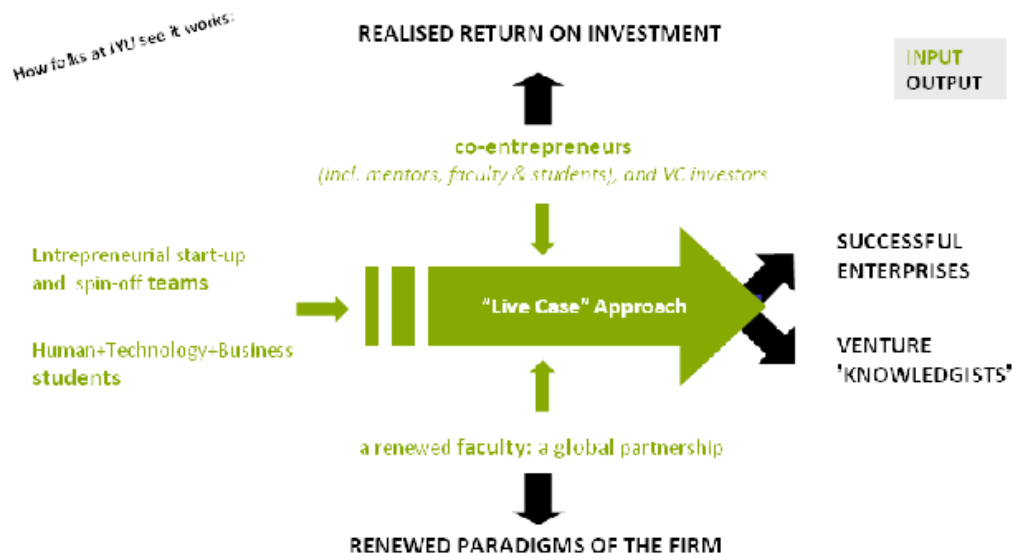 How folks at JYU see it works:
REALISED RETURN ON INVESTMENT
INPUT
OUTPUT
co-entrepreneurs
(incl. mentors, faculty & students), and VC investors
Entrepreneurial start-up
and spin-off teams
Human+Technology+Business
students
"Live Case" Approach
SUCCESSFUL
ENTERPRISES
VENTURE
'KNOWLEDGISTS'
a renewed faculty: a global partnership
RENEWED PARADIGMS OF THE FIRM